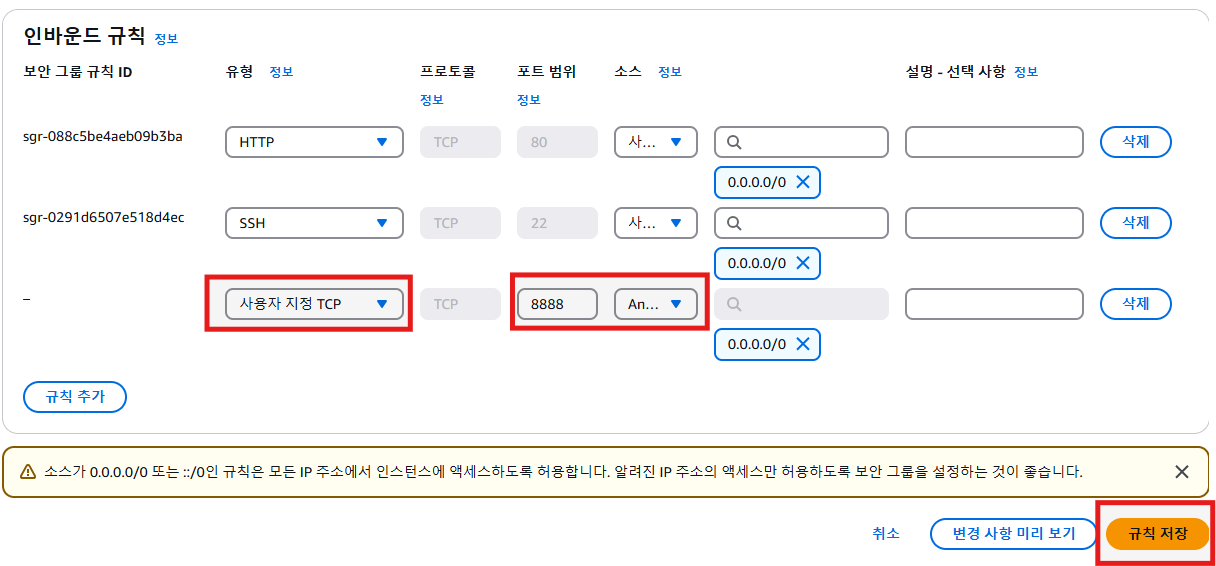 인바운드 규칙 정보
보안 그룹 규칙 ID 유형 정보 프로토콜 정보 포트 범위 정보 소스 정보 설명 - 선택 사항 정보
sgr-088c5be4aeb09b3ba HTTP TCP 80 사... 삭제
0.0.0.0/0
sgr-0291d6507e518d4ec SSH TCP 22 사... 삭제
0.0.0.0/0
– 사용자 지정 TCP TCP 8888 An... 삭제
0.0.0.0/0
규칙 추가
소스가 0.0.0.0/0 또는 ::/0인 규칙은 모든 IP 주소에서 인스턴스에 액세스하도록 허용합니다. 알려진 IP 주소의 액세스만 허용하도록 보안 그룹을 설정하는 것이 좋습니다.
취소 변경 사항 미리 보기 규칙 저장